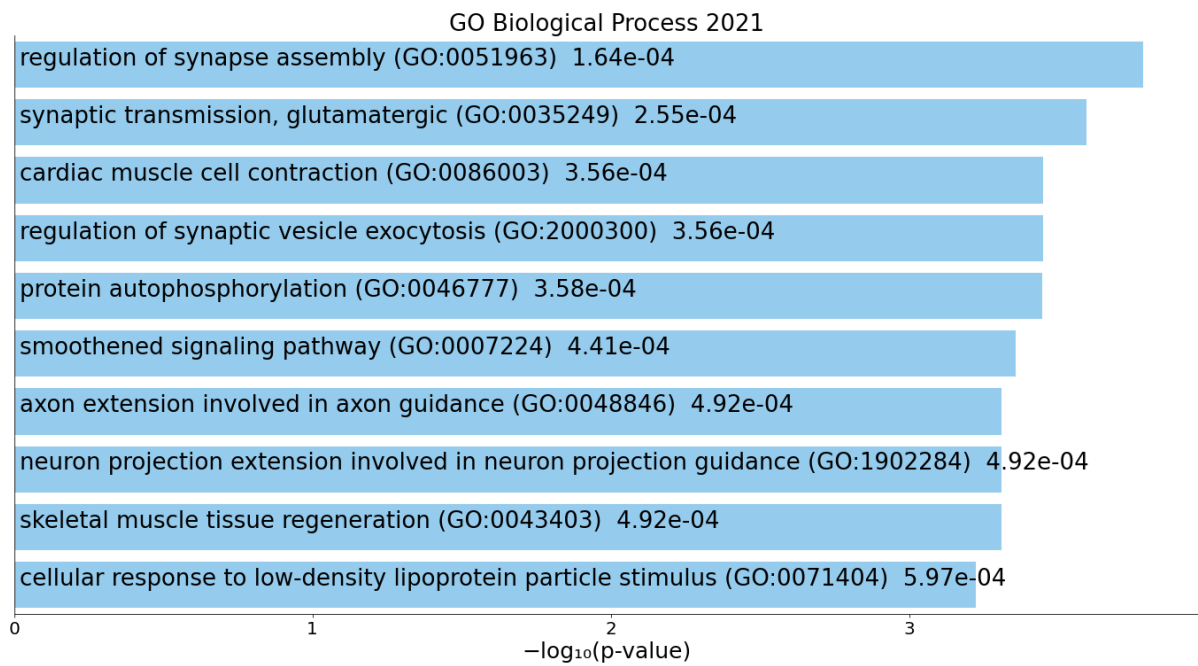 GO Biological Process 2021
regulation of synapse assembly (GO:0051963)  1.64e-04
synaptic transmission, glutamatergic (GO:0035249)  2.55e-04
cardiac muscle cell contraction (GO:0086003)  3.56e-04
regulation of synaptic vesicle exocytosis (GO:2000300)  3.56e-04
protein autophosphorylation (GO:0046777)  3.58e-04
smoothened signaling pathway (GO:0007224)  4.41e-04
axon extension involved in axon guidance (GO:0048846)  4.92e-04
neuron projection extension involved in neuron projection guidance (GO:1902284)  4.92e-04
skeletal muscle tissue regeneration (GO:0043403)  4.92e-04
cellular response to low-density lipoprotein particle stimulus (GO:0071404)  5.97e-04
0 1 2 3
−log₁₀(p-value)